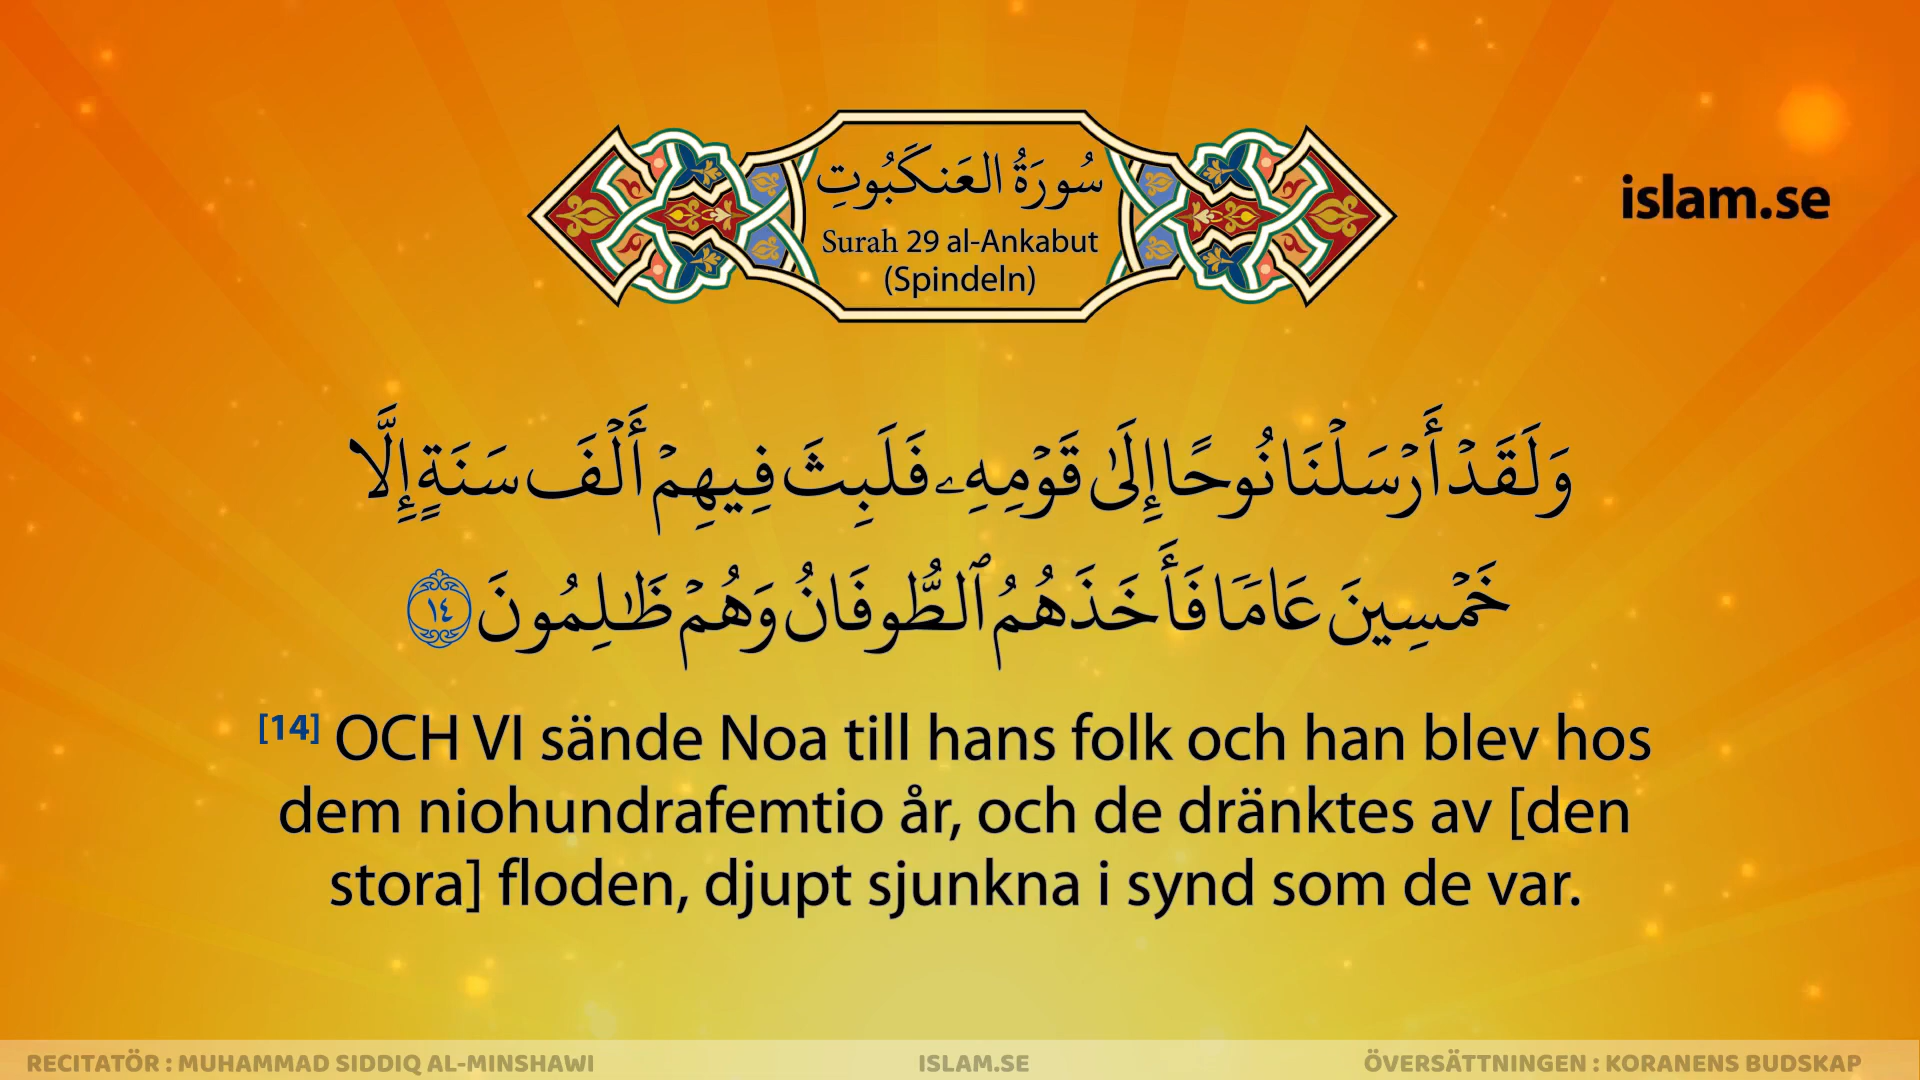 سُورَةُ العَنكَبُوتِ
Surah 29 al-Ankabut
(Spindeln)
islam.se
وَلَقَدۡ أَرۡسَلۡنَا نُوحًا إِلَىٰ قَوۡمِهِۦ فَلَبِثَ فِيهِمۡ أَلۡفَ سَنَةٍ إِلَّا
خَمۡسِينَ عَامٗا فَأَخَذَهُمُ ٱلطُّوفَانُ وَهُمۡ ظَٰلِمُونَ ١٤
[14] OCH VI sände Noa till hans folk och han blev hos
dem niohundrafemtio år, och de dränktes av [den
stora] floden, djupt sjunkna i synd som de var.
RECITATÖR : MUHAMMAD SIDDIQ AL-MINSHAWI
ISLAM.SE
ÖVERSÄTTNINGEN : KORANENS BUDSKAP